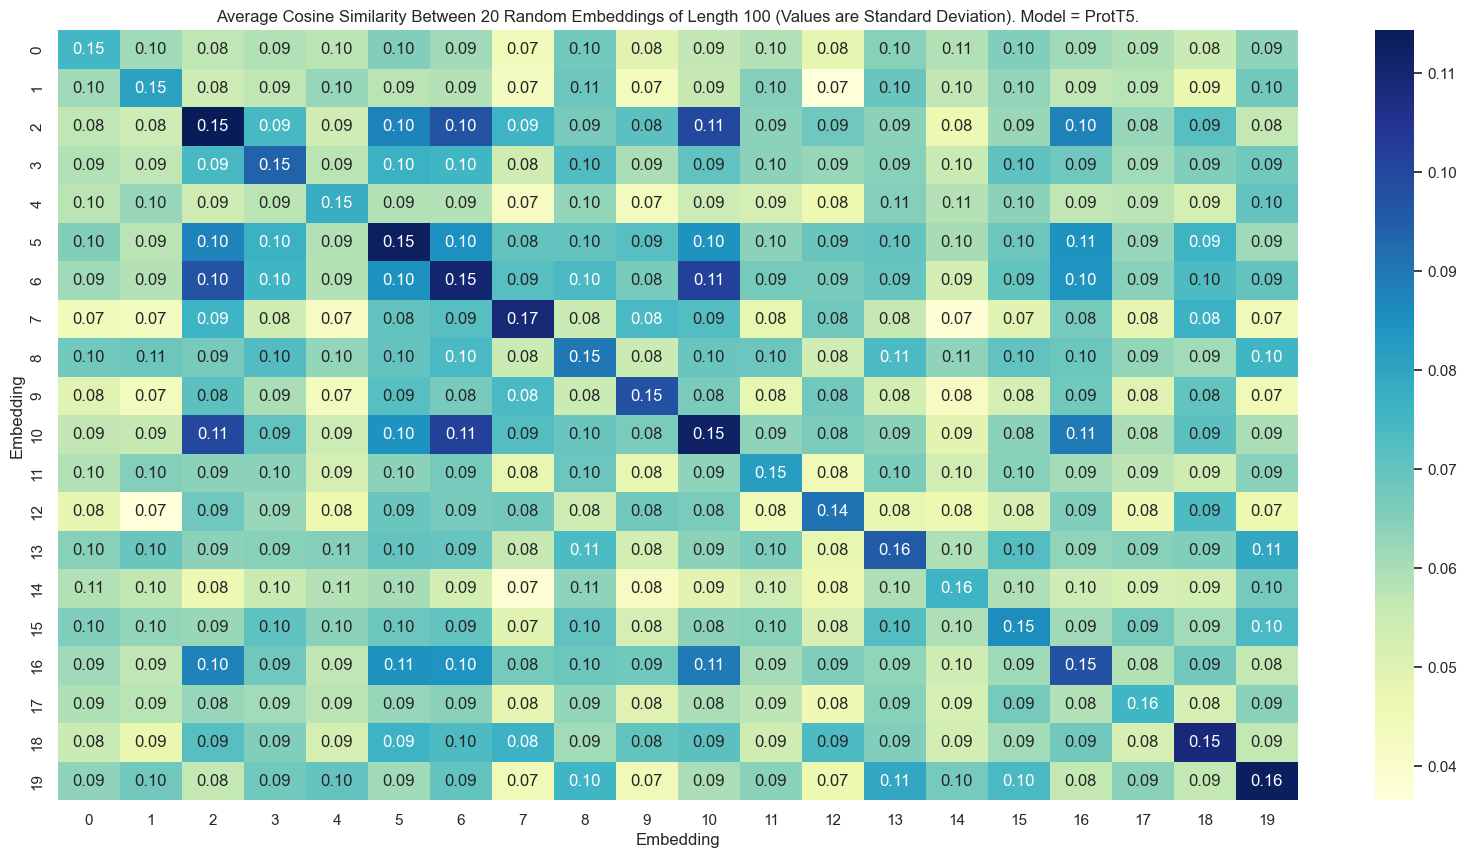 Average Cosine Similarity Between 20 Random Embeddings of Length 100 (Values are Standard Deviation). Model = ProtT5.
0 0.15 0.10 0.08 0.09 0.10 0.10 0.09 0.07 0.10 0.08 0.09 0.10 0.08 0.10 0.11 0.10 0.09 0.09 0.08 0.09
1 0.10 0.15 0.08 0.09 0.10 0.09 0.09 0.07 0.11 0.07 0.09 0.10 0.07 0.10 0.10 0.10 0.09 0.09 0.09 0.10
2 0.08 0.08 0.15 0.09 0.09 0.10 0.10 0.09 0.09 0.08 0.11 0.09 0.09 0.09 0.08 0.09 0.10 0.08 0.09 0.08
3 0.09 0.09 0.09 0.15 0.09 0.10 0.10 0.08 0.10 0.09 0.09 0.10 0.09 0.09 0.10 0.10 0.09 0.09 0.09 0.09
4 0.10 0.10 0.09 0.09 0.15 0.09 0.09 0.07 0.10 0.07 0.09 0.09 0.08 0.11 0.11 0.10 0.09 0.09 0.09 0.10
5 0.10 0.09 0.10 0.10 0.09 0.15 0.10 0.08 0.10 0.09 0.10 0.10 0.09 0.10 0.10 0.10 0.11 0.09 0.09 0.09
6 0.09 0.09 0.10 0.10 0.09 0.10 0.15 0.09 0.10 0.08 0.11 0.09 0.09 0.09 0.09 0.09 0.10 0.09 0.10 0.09
7 0.07 0.07 0.09 0.08 0.07 0.08 0.09 0.17 0.08 0.08 0.09 0.08 0.08 0.08 0.07 0.07 0.08 0.08 0.08 0.07
8 0.10 0.11 0.09 0.10 0.10 0.10 0.10 0.08 0.15 0.08 0.10 0.10 0.08 0.11 0.11 0.10 0.10 0.09 0.09 0.10
9 0.08 0.07 0.08 0.09 0.07 0.09 0.08 0.08 0.08 0.15 0.08 0.08 0.08 0.08 0.08 0.08 0.09 0.08 0.08 0.07
10 0.09 0.09 0.11 0.09 0.09 0.10 0.11 0.09 0.10 0.08 0.15 0.09 0.08 0.09 0.09 0.08 0.11 0.08 0.09 0.09
11 0.10 0.10 0.09 0.10 0.09 0.10 0.09 0.08 0.10 0.08 0.09 0.15 0.08 0.10 0.10 0.10 0.09 0.09 0.09 0.09
12 0.08 0.07 0.09 0.09 0.08 0.09 0.09 0.08 0.08 0.08 0.08 0.08 0.14 0.08 0.08 0.08 0.09 0.08 0.09 0.07
13 0.10 0.10 0.09 0.09 0.11 0.10 0.09 0.08 0.11 0.08 0.09 0.10 0.08 0.16 0.10 0.10 0.09 0.09 0.09 0.11
14 0.11 0.10 0.08 0.10 0.11 0.10 0.09 0.07 0.11 0.08 0.09 0.10 0.08 0.10 0.16 0.10 0.10 0.09 0.09 0.10
15 0.10 0.10 0.09 0.10 0.10 0.10 0.09 0.07 0.10 0.08 0.08 0.10 0.08 0.10 0.10 0.15 0.09 0.09 0.09 0.10
16 0.09 0.09 0.10 0.09 0.09 0.11 0.10 0.08 0.10 0.09 0.11 0.09 0.09 0.09 0.10 0.09 0.15 0.08 0.09 0.08
17 0.09 0.09 0.08 0.09 0.09 0.09 0.09 0.08 0.09 0.08 0.08 0.09 0.08 0.09 0.09 0.09 0.08 0.16 0.08 0.09
18 0.08 0.09 0.09 0.09 0.09 0.09 0.10 0.08 0.09 0.08 0.09 0.09 0.09 0.09 0.09 0.09 0.09 0.08 0.15 0.09
19 0.09 0.10 0.08 0.09 0.10 0.09 0.09 0.07 0.10 0.07 0.09 0.09 0.07 0.11 0.10 0.10 0.08 0.09 0.09 0.16
0 1 2 3 4 5 6 7 8 9 10 11 12 13 14 15 16 17 18 19
Embedding
Embedding
0.11
0.10
0.09
0.08
0.07
0.06
0.05
0.04